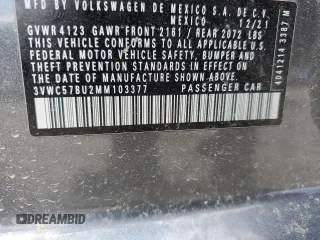 MFD BY VOLKSWAGEN DE MEXICO S.A. DE C.V.
MEXICO 12/21
GVWR 4123 GAWR FRONT 2161 / REAR 2072 LBS
THIS VEHICLE CONFORMS TO ALL APPLICABLE
FEDERAL MOTOR VEHICLE SAFETY, BUMPER AND
THEFT PREVENTION STANDARDS IN EFFECT ON THE
DATE OF MANUFACTURE SHOWN ABOVE
3VWC57BU2MM103377 PASSENGER CAR
4041214 3387 M
DREAMBID